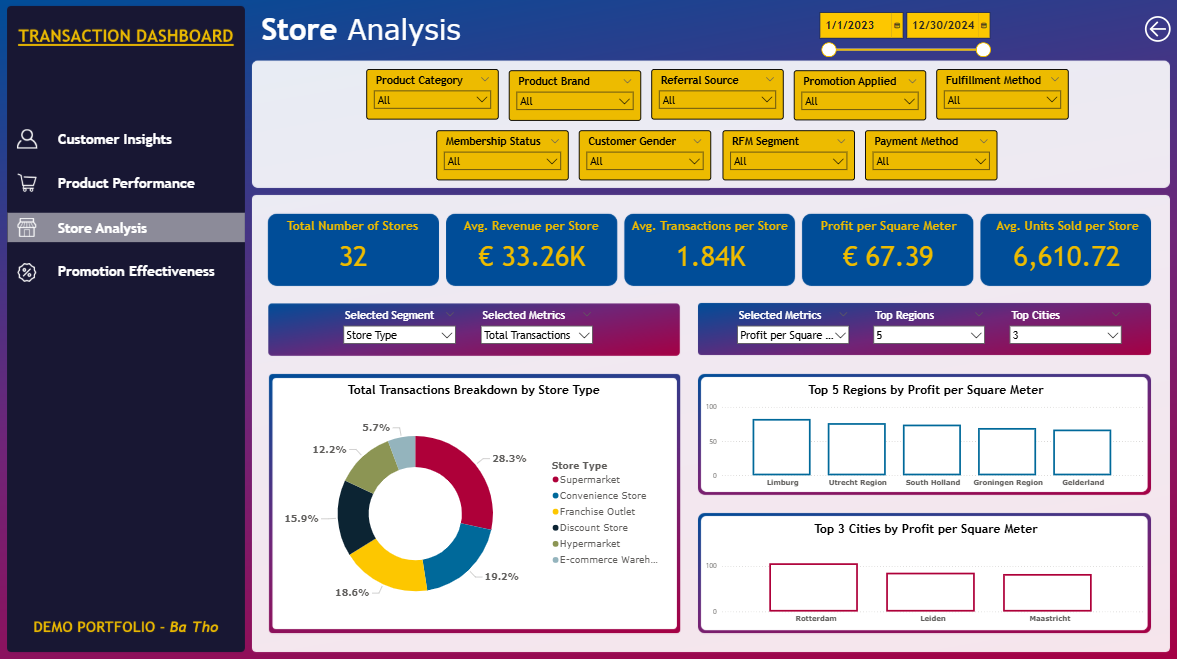 TRANSACTION DASHBOARD
Customer Insights
Product Performance
Store Analysis
Promotion Effectiveness
DEMO PORTFOLIO - Ba Tho
Store Analysis
1/1/2023 12/30/2024
Product Category Product Brand Referral Source Promotion Applied Fulfillment Method
All All All All All
Membership Status Customer Gender RFM Segment Payment Method
All All All All
Total Number of Stores Avg. Revenue per Store Avg. Transactions per Store Profit per Square Meter Avg. Units Sold per Store
32 € 33.26K 1.84K € 67.39 6,610.72
Selected Segment Selected Metrics
Store Type Total Transactions
Selected Metrics Top Regions Top Cities
Profit per Square ... 5 3
Total Transactions Breakdown by Store Type
5.7%
12.2%
28.3%
15.9%
18.6%
19.2%
Store Type
Supermarket
Convenience Store
Franchise Outlet
Discount Store
Hypermarket
E-commerce Wareh...
Top 5 Regions by Profit per Square Meter
100
50
0
Limburg Utrecht Region South Holland Groningen Region Gelderland
Top 3 Cities by Profit per Square Meter
100
0
Rotterdam Leiden Maastricht